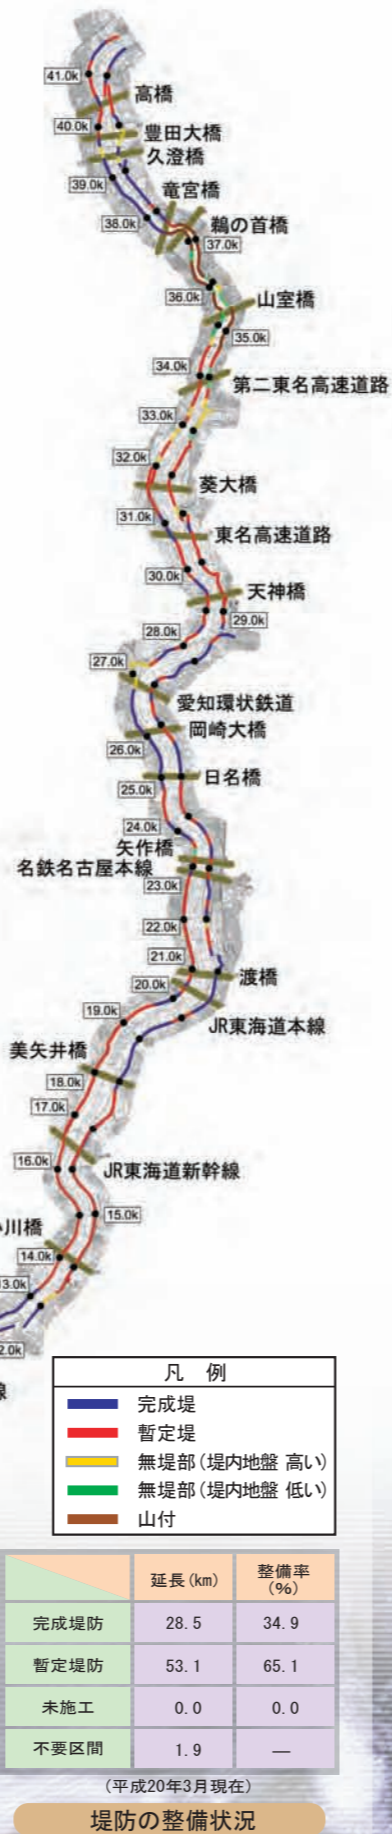 41.0k
高橋
40.0k
豊田大橋
久澄橋
39.0k
竜宮橋
38.0k
鵜の首橋
37.0k
36.0k
山室橋
35.0k
34.0k
第二東名高速道路
33.0k
32.0k
葵大橋
31.0k
東名高速道路
30.0k
天神橋
29.0k
28.0k
27.0k
愛知環状鉄道
岡崎大橋
26.0k
日名橋
25.0k
24.0k
矢作橋
名鉄名古屋本線
23.0k
22.0k
21.0k
渡橋
20.0k
JR東海道本線
19.0k
美矢井橋
18.0k
17.0k
16.0k
JR東海道新幹線
15.0k
川橋
14.0k
3.0k
2.0k
線
凡 例
完成堤
暫定堤
無堤部(堤内地盤 高い)
無堤部(堤内地盤 低い)
山付
延長(km) 整備率(%)
完成堤防 28.5 34.9
暫定堤防 53.1 65.1
未施工 0.0 0.0
不要区間 1.9 —
(平成20年3月現在)
堤防の整備状況